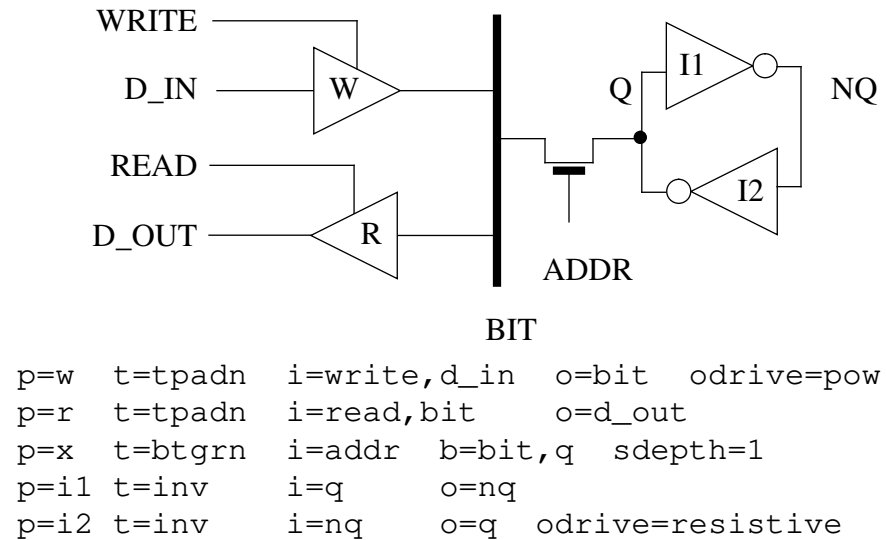 WRITE
I1
D_IN
W
Q
NQ
READ
I2
D_OUT
R
ADDR
BIT
p=w t=tpadn i=write,d_in o=bit odrive=pow
p=r t=tpadn i=read,bit o=d_out
p=x t=btgrn i=addr b=bit,q sdepth=1
p=i1 t=inv i=q o=nq
p=i2 t=inv i=nq o=q odrive=resistive